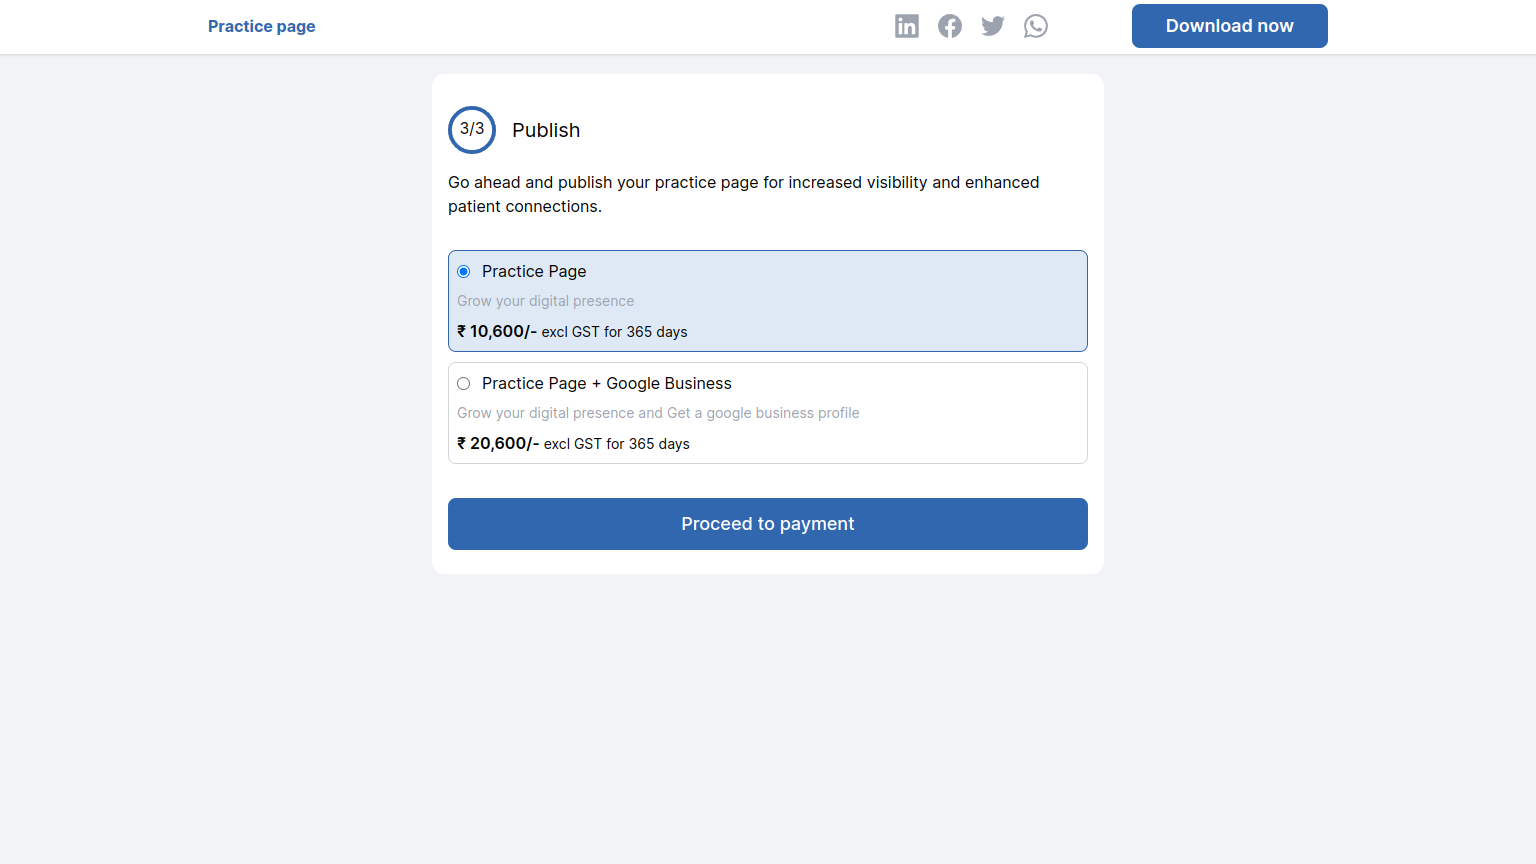 Practice page
Download now
3/3
Publish
Go ahead and publish your practice page for increased visibility and enhanced
patient connections.
Practice Page
Grow your digital presence
₹ 10,600/- excl GST for 365 days
Practice Page + Google Business
Grow your digital presence and Get a google business profile
₹ 20,600/- excl GST for 365 days
Proceed to payment